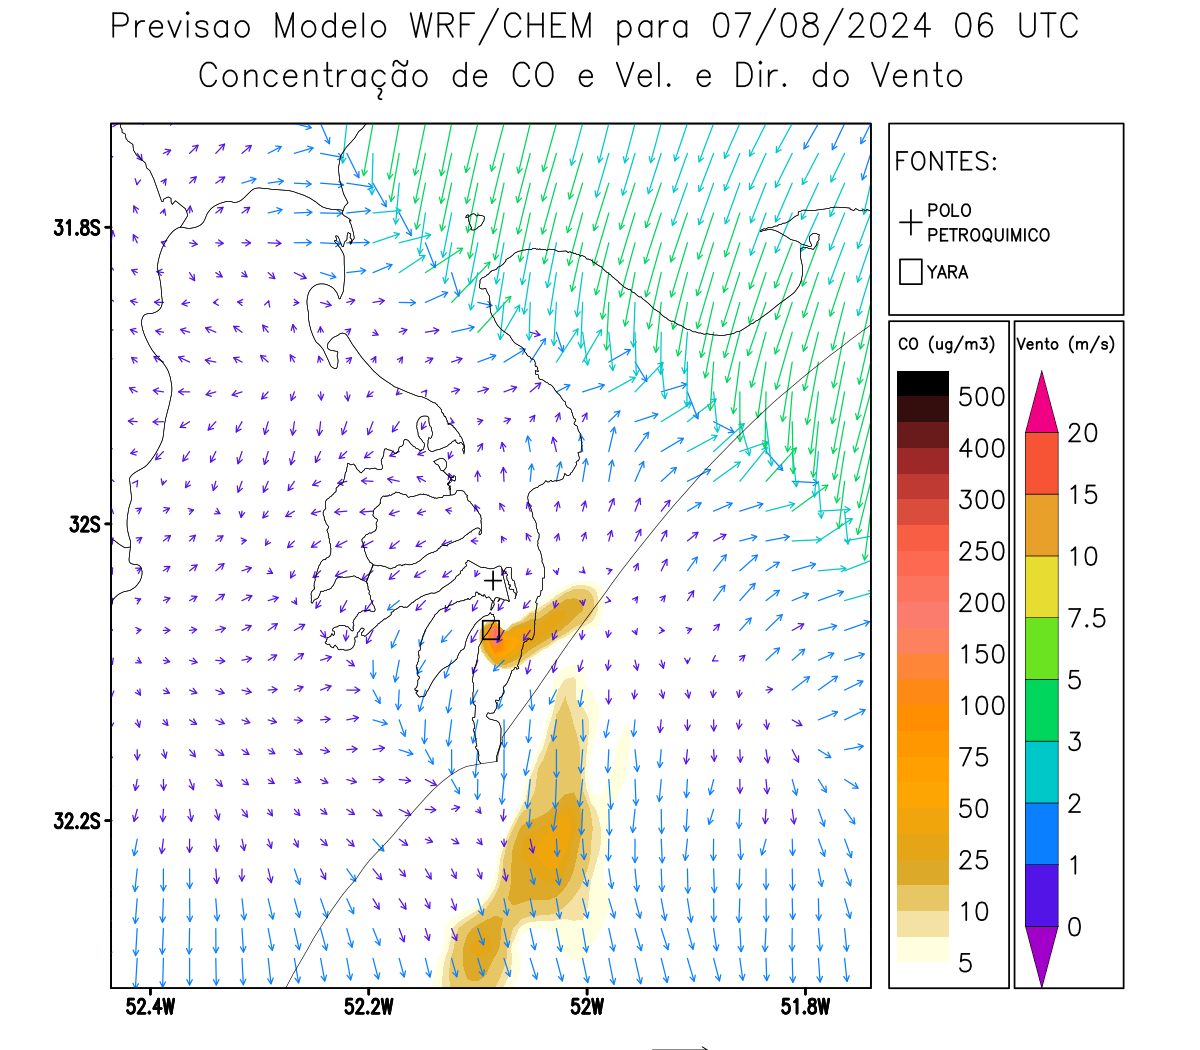 Previsao Modelo WRF/CHEM para 07/08/2024 06 UTC
Concentração de CO e Vel. e Dir. do Vento
FONTES:
POLO
PETROQUIMICO
YARA
CO (ug/m3)
500
400
300
250
200
150
100
75
50
25
10
5
Vento (m/s)
20
15
10
7.5
5
3
2
1
0
31.8S
32S
32.2S
52.4W
52.2W
52W
51.8W